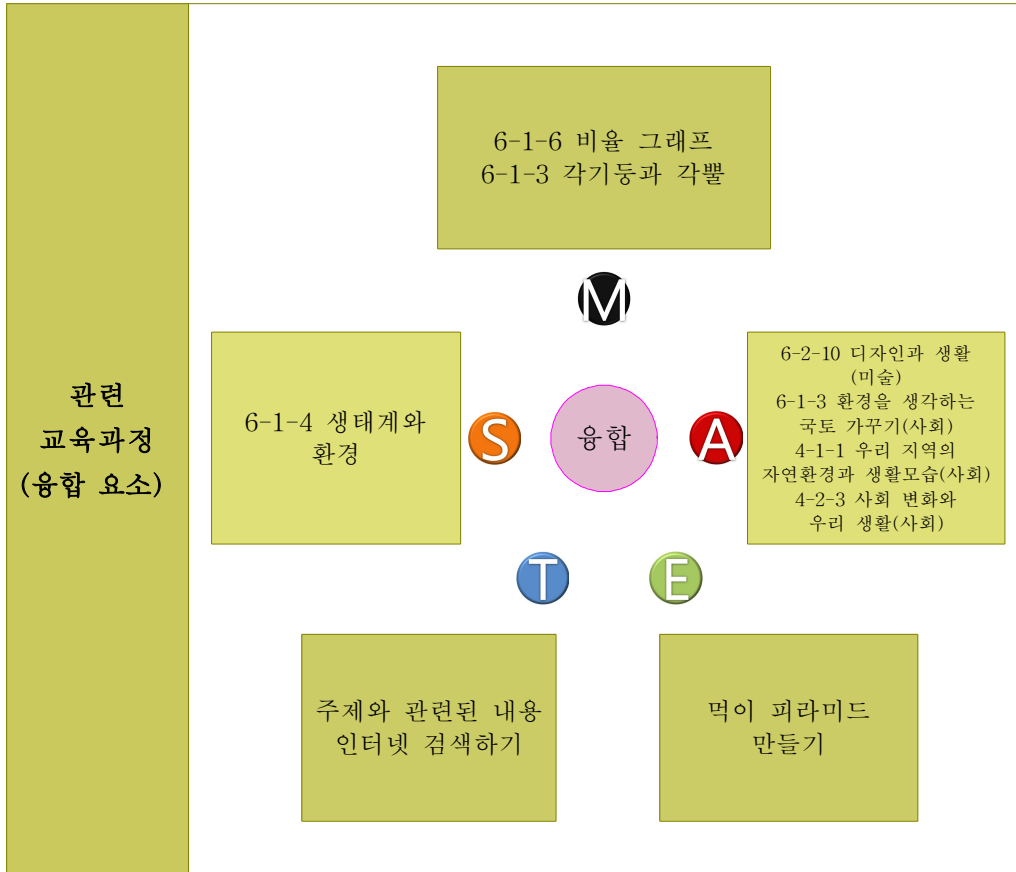 관련
교육과정
(융합 요소)
6-1-6 비율 그래프
6-1-3 각기둥과 각뿔
M
6-1-4 생태계와
환경
S
융합
A
6-2-10 디자인과 생활
(미술)
6-1-3 환경을 생각하는
국토 가꾸기(사회)
4-1-1 우리 지역의
자연환경과 생활모습(사회)
4-2-3 사회 변화와
우리 생활(사회)
T
E
주제와 관련된 내용
인터넷 검색하기
먹이 피라미드
만들기